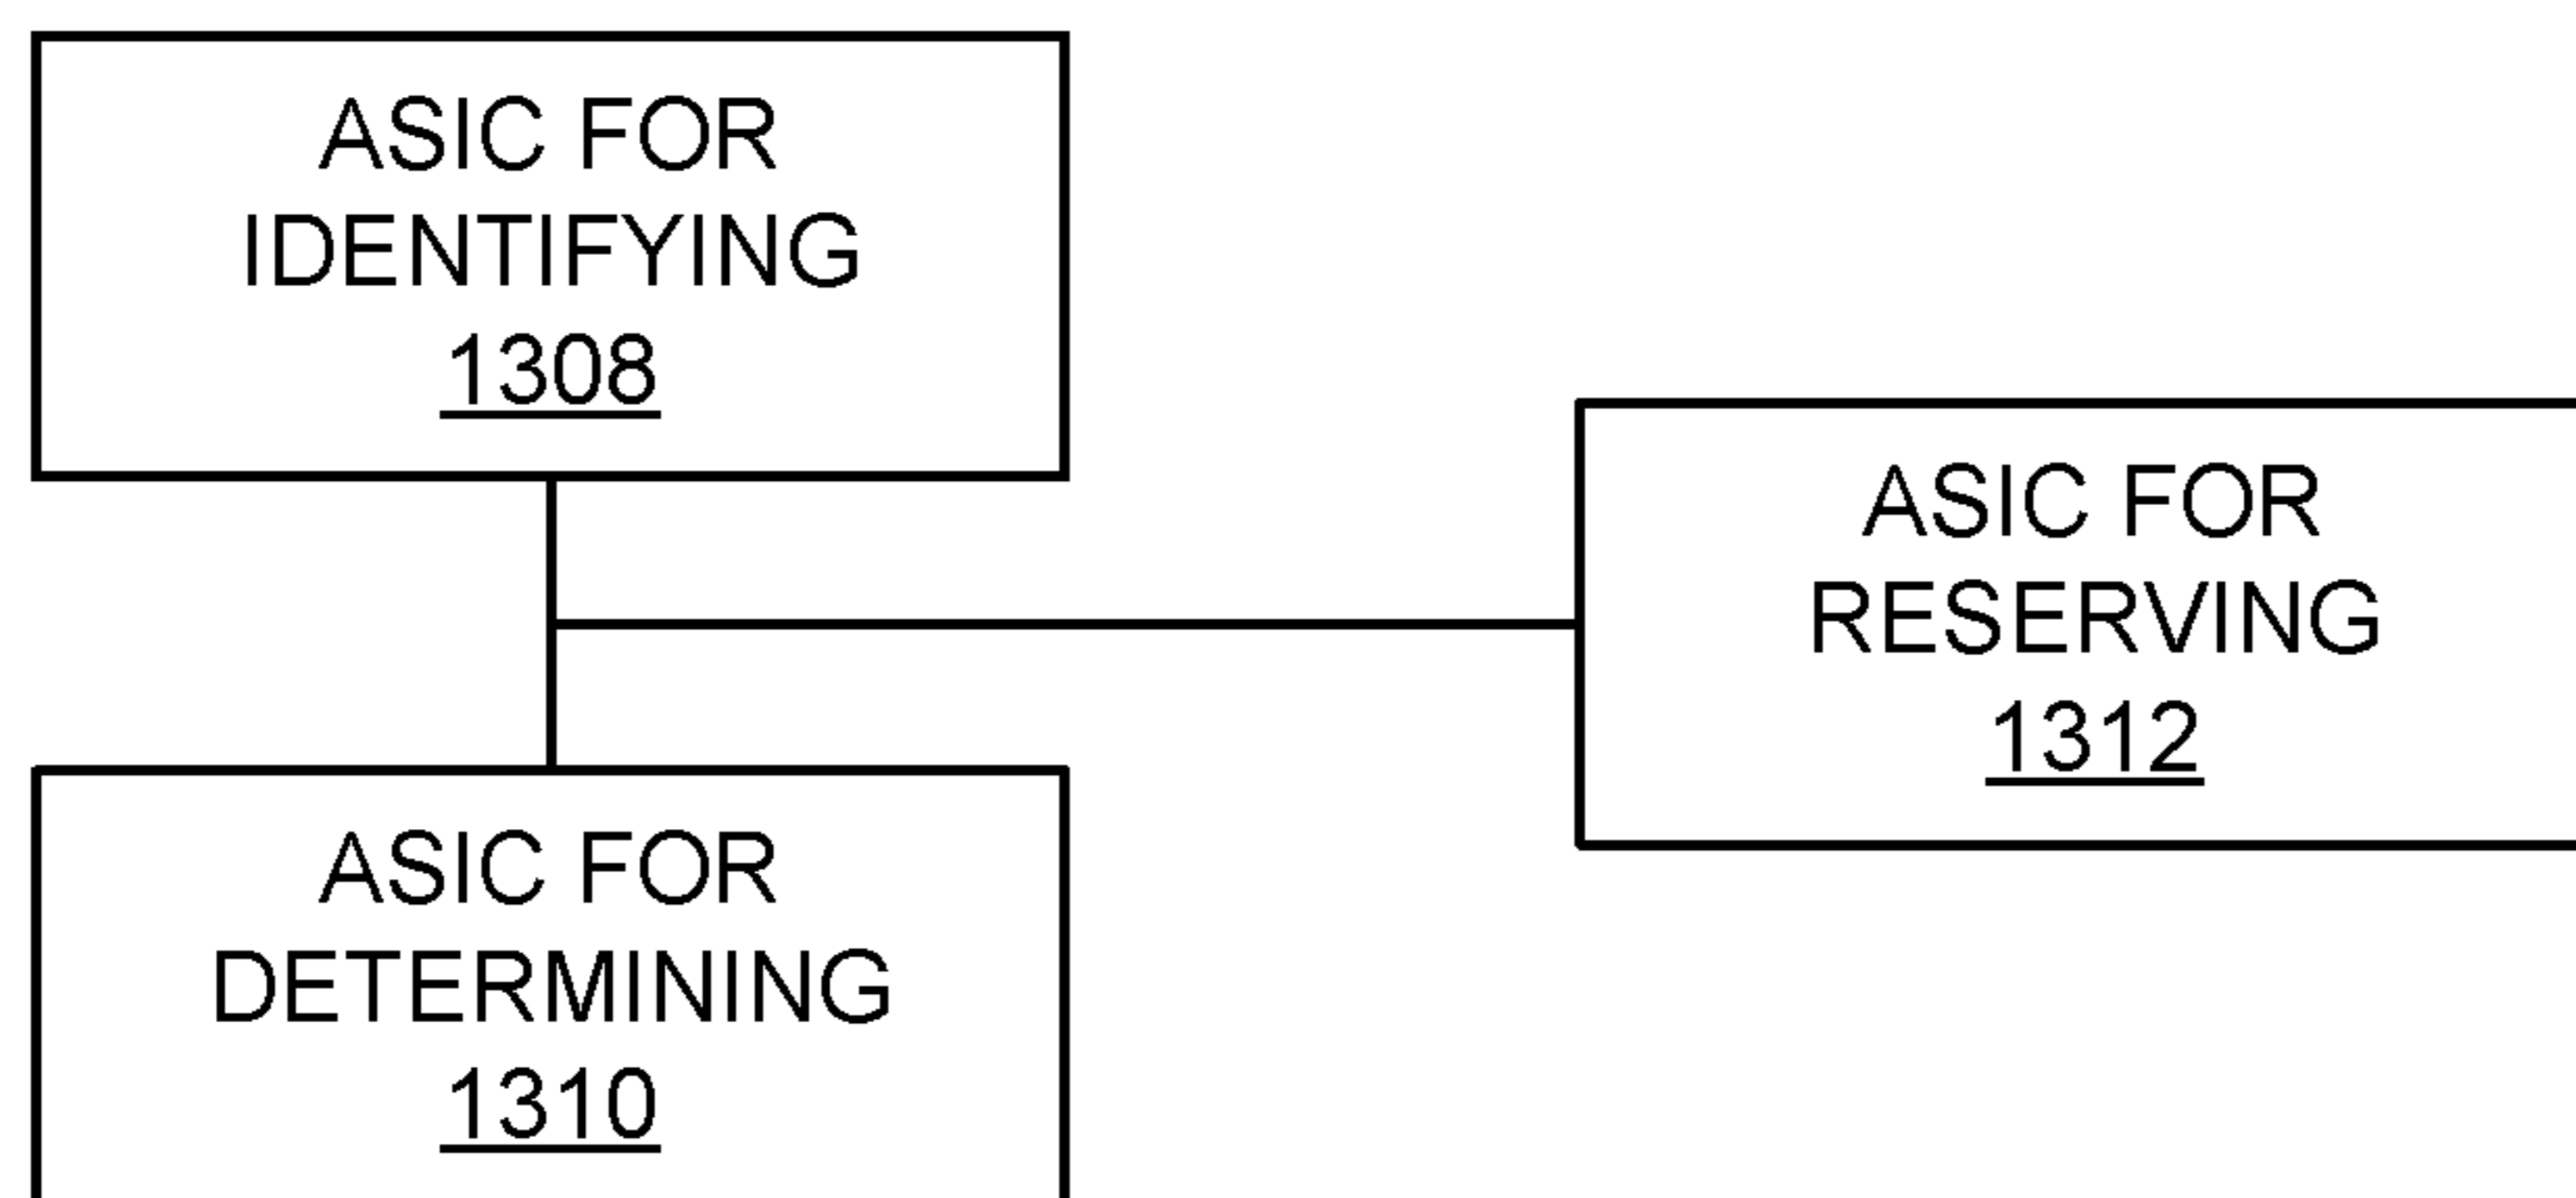 ASIC FOR
IDENTIFYING
1308
ASIC FOR
RESERVING
1312
ASIC FOR
DETERMINING
1310